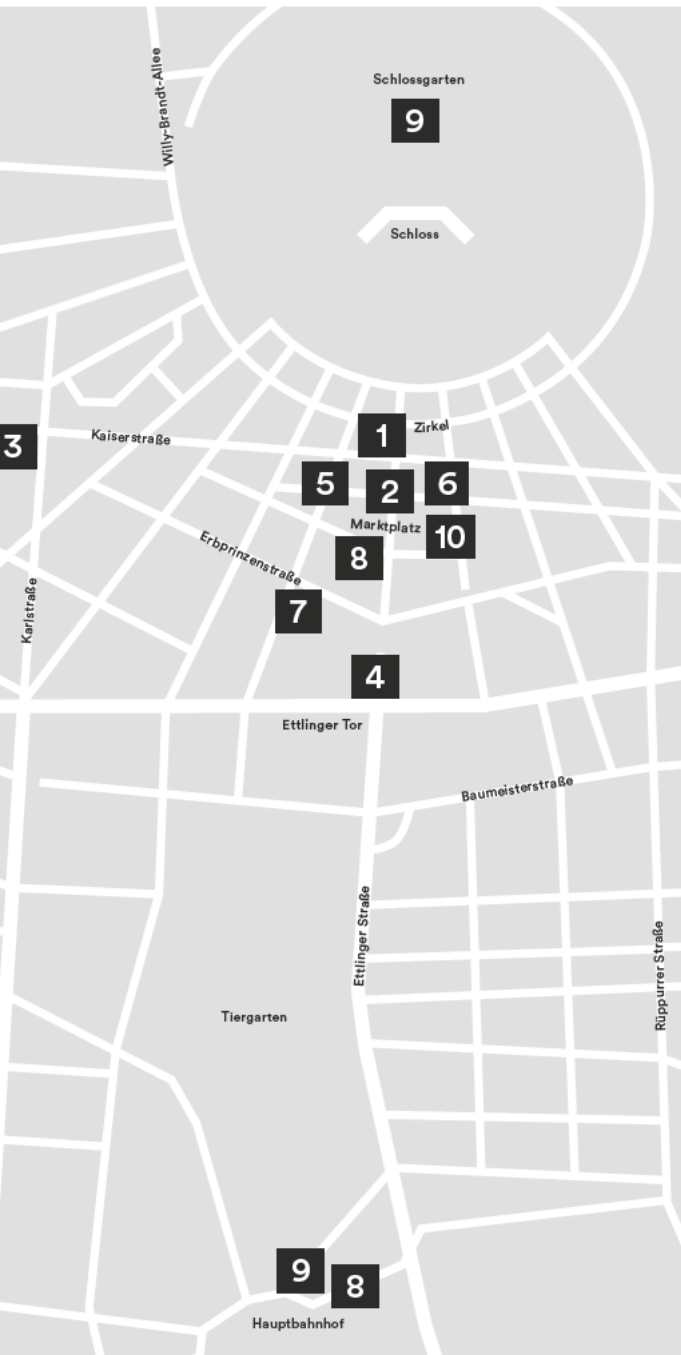 Willy-Brandt-Allee
Schlossgarten
9
Schloss
3
Kaiserstraße
1
Zirkel
5
2
6
Marktplatz
10
8
Erbprinzenstraße
7
Karlstraße
4
Ettlinger Tor
Baumeisterstraße
Ettlinger Straße
Rüppurrer Straße
Tiergarten
9
8
Hauptbahnhof